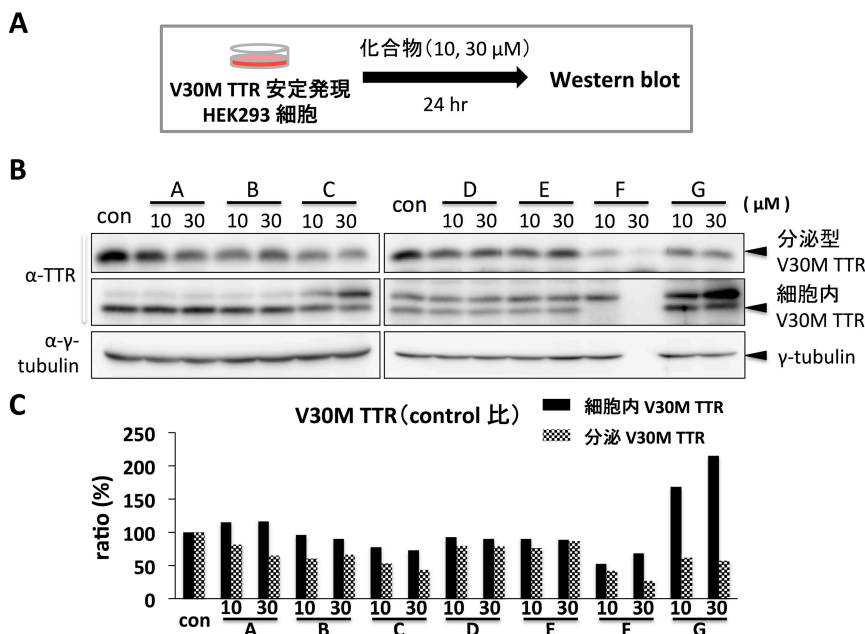 A
化合物(10, 30 μM)
V30M TTR 安定発現
HEK293 細胞
24 hr
Western blot
B
A B C D E F G
con 10 30 10 30 10 30 con 10 30 10 30 10 30 10 30 ( μM )
α-TTR
分泌型
V30M TTR
細胞内
V30M TTR
α-γ-
tubulin
γ-tubulin
C
V30M TTR(control 比)
細胞内 V30M TTR
分泌 V30M TTR
ratio (%)
250
200
150
100
50
0
con 10 30 10 30 10 30 10 30 10 30 10 30 10 30
A B C D E F G